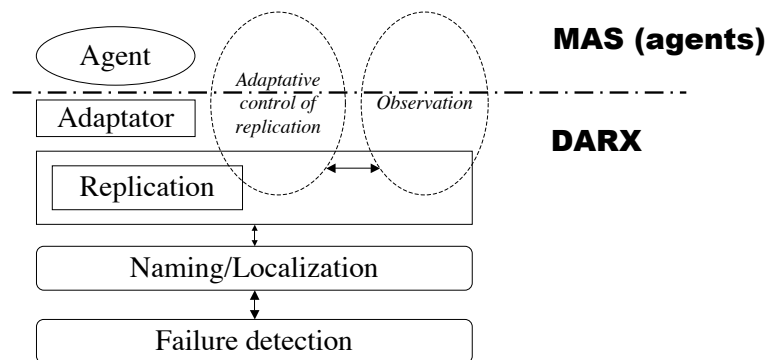 MAS (agents)
Agent
Adaptative
control of
replication
Observation
Adaptator
DARX
Replication
Naming/Localization
Failure detection